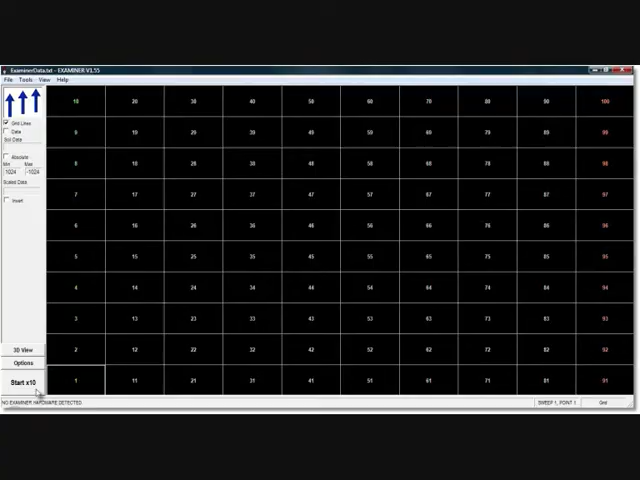 ExaminerData.txt - EXAMINER V1.55
File Tools View Help
10 20 30 40 50 60 70 80 90 100
Grid Lines
9 19 29 39 49 59 69 79 89 99
Data
Soil Data
8 18 28 38 48 58 68 78 88 98
Absolute
Min Max
1024 -1024
Scaled Data
7 17 27 37 47 57 67 77 87 97
Invert
6 16 26 36 46 56 66 76 86 96
5 15 25 35 45 55 65 75 85 95
4 14 24 34 44 54 64 74 84 94
3 13 23 33 43 53 63 73 83 93
3D View
2 12 22 32 42 52 62 72 82 92
Options
Start x10
1 11 21 31 41 51 61 71 81 91
NO EXAMINER HARDWARE DETECTED SWEEP 1, POINT 1 Grid